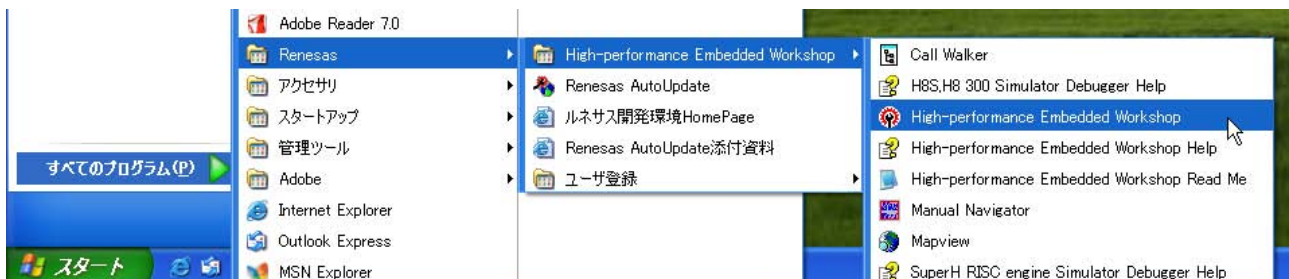 すべてのプログラム(P)
スタート
Adobe Reader 7.0
Renesas
アクセサリ
スタートアップ
管理ツール
Adobe
Internet Explorer
Outlook Express
MSN Explorer
High-performance Embedded Workshop
Renesas AutoUpdate
ルネサス開発環境HomePage
Renesas AutoUpdate添付資料
ユーザ登録
Call Walker
H8S,H8 300 Simulator Debugger Help
High-performance Embedded Workshop
High-performance Embedded Workshop Help
High-performance Embedded Workshop Read Me
Manual Navigator
Mapview
SuperH RISC engine Simulator Debugger Help